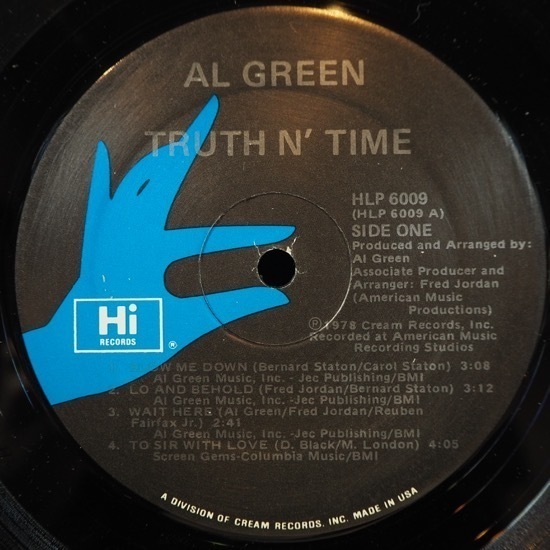 AL GREEN
TRUTH N' TIME
HLP 6009
(HLP 6009 A)
SIDE ONE
Produced and Arranged by:
Al Green
Associate Producer and
Arranger: Fred Jordan
(American Music
Productions)
℗1978 Cream Records, Inc.
Recorded at American Music
Recording Studios
Hi
RECORDS
®
ME DOWN (Bernard Staton/Carol Staton) 3:08
Al Green Music, Inc. -Jec Publishing/BMI
2. LO AND BEHOLD (Fred Jordan/Bernard Staton) 3:12
Al Green Music, Inc. -Jec Publishing/BMI
3. WAIT HERE (Al Green/Fred Jordan/Reuben
Fairfax Jr.) 2:41
Al Green Music, Inc. -Jec Publishing/BMI
4. TO SIR WITH LOVE (D. Black/M. London) 4:05
Screen Gems-Columbia Music/BMI
A DIVISION OF CREAM RECORDS, INC. MADE IN USA